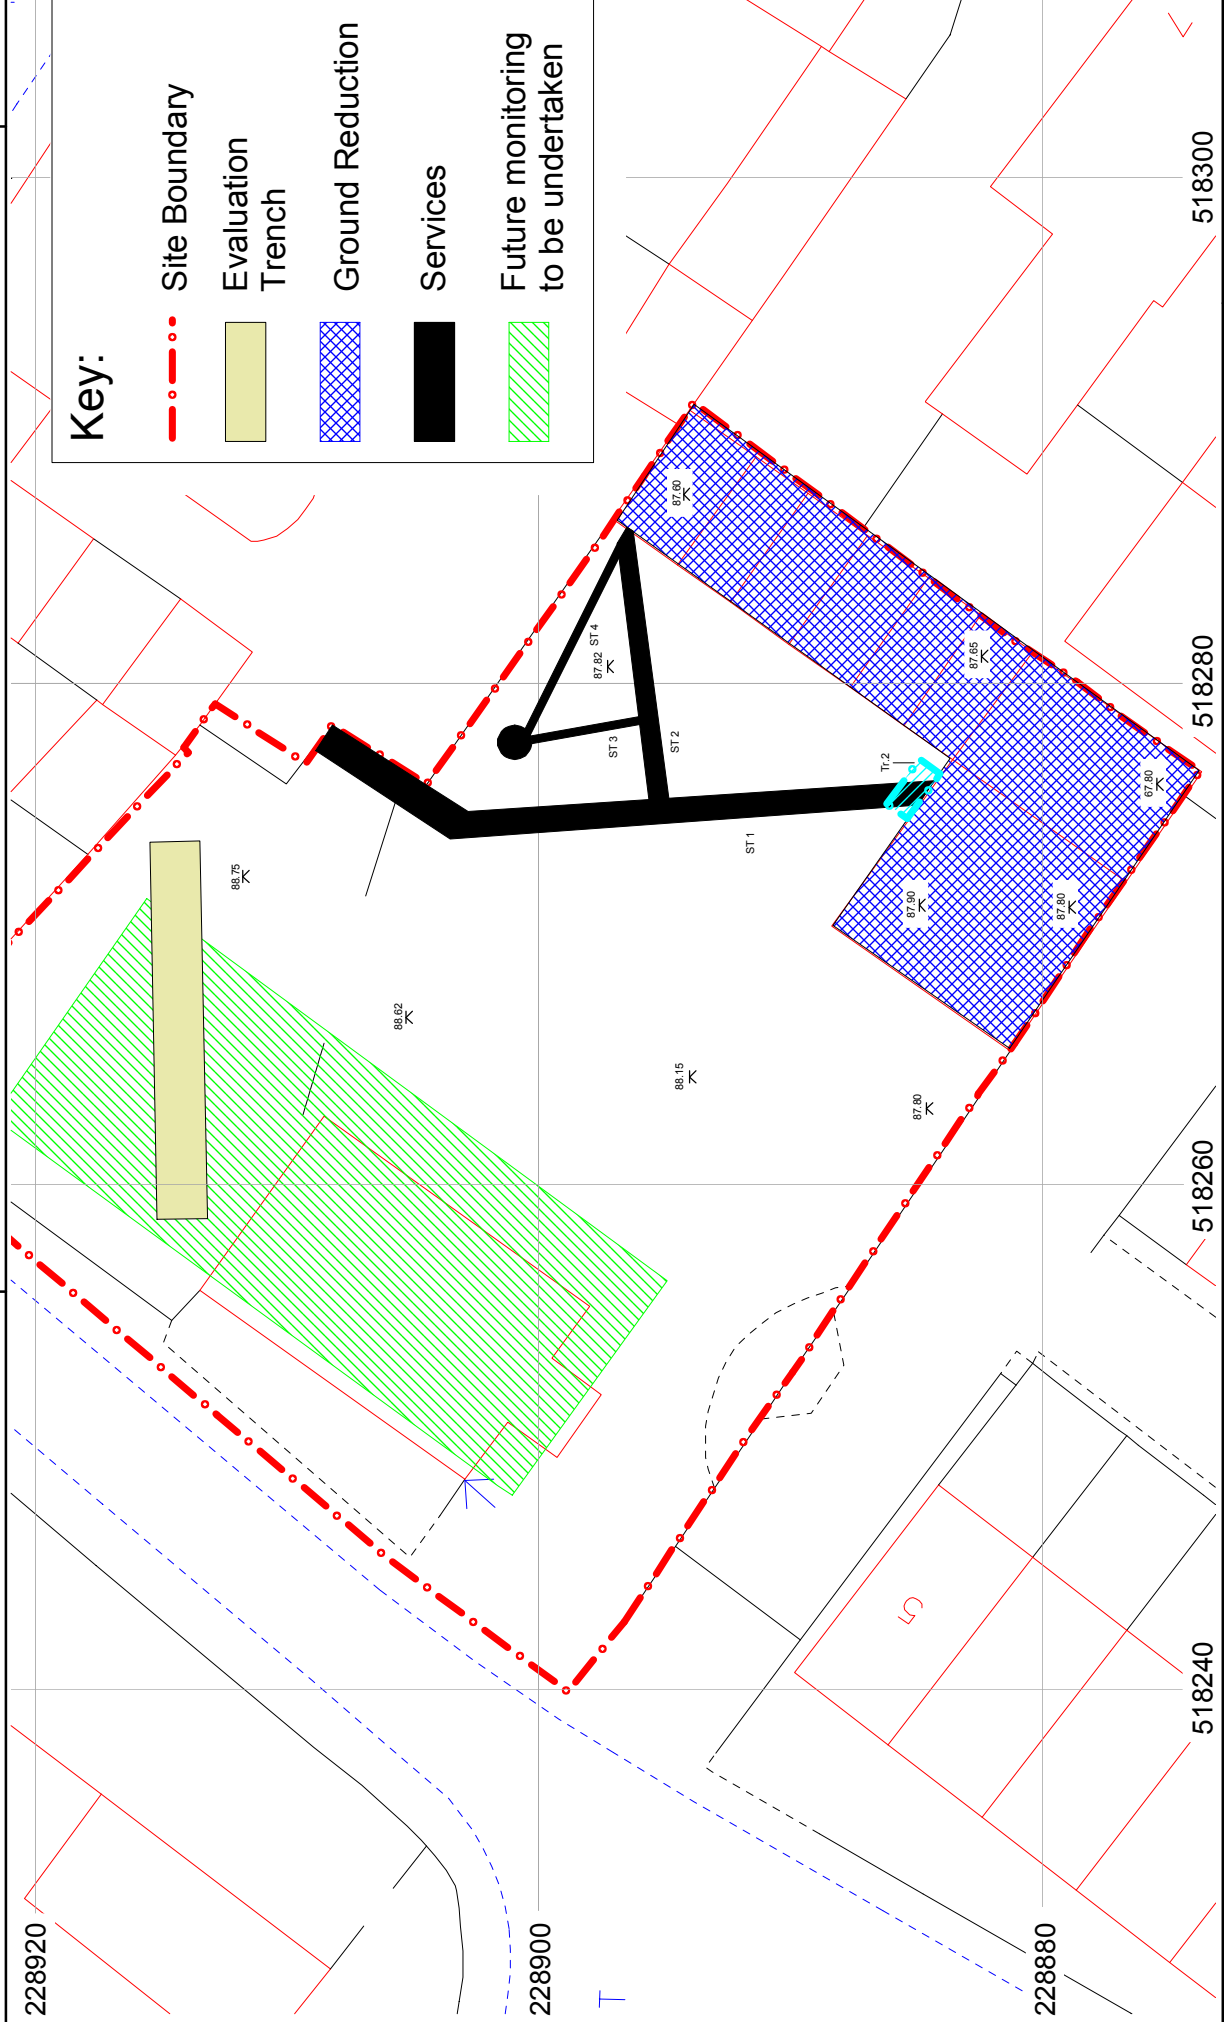 Key:
Site Boundary
Evaluation
Trench
Ground Reduction
Services
Future monitoring
to be undertaken
228920
228900
228880
518240
518260
518280
518300
88.75
88.62
88.15
87.80
87.82
87.60
87.65
67.80
87.80
87.90
ST 4
ST 3
ST 2
ST 1
Tr.2
5